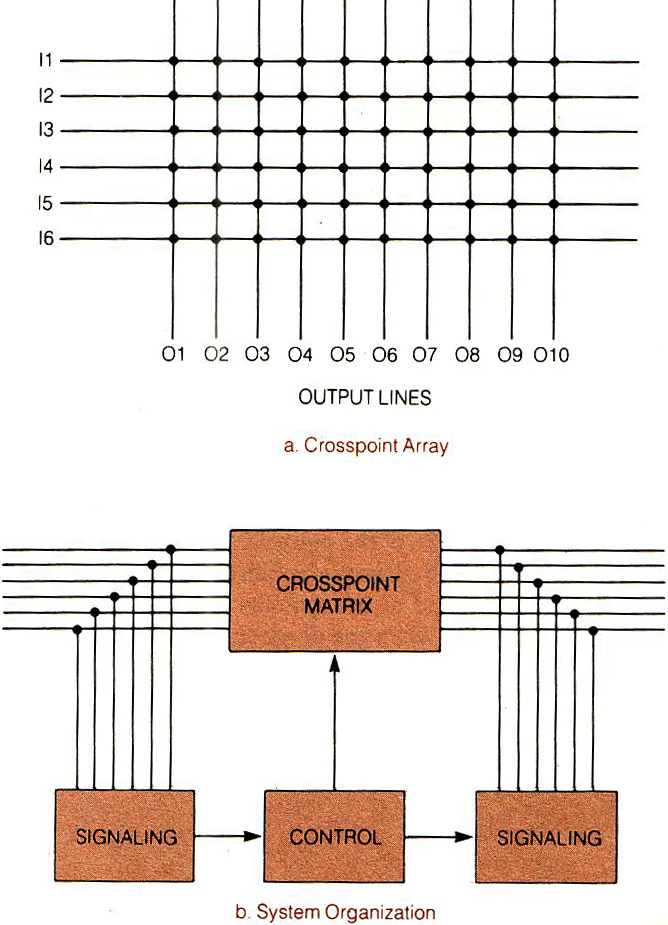 I1
I2
I3
I4
I5
I6
O1 O2 O3 O4 O5 O6 O7 O8 O9 O10
OUTPUT LINES
a. Crosspoint Array
CROSSPOINT
MATRIX
SIGNALING
CONTROL
SIGNALING
b. System Organization